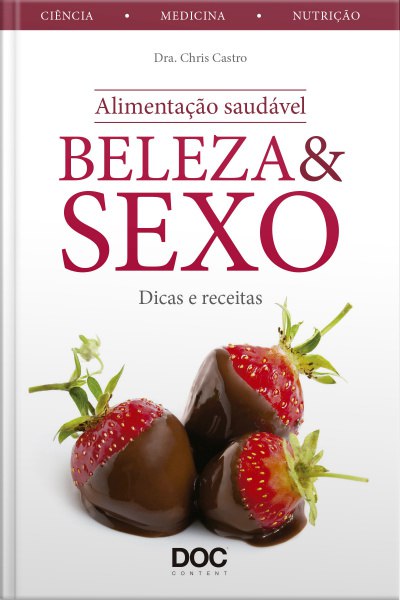 CIÊNCIA • MEDICINA • NUTRIÇÃO
Dra. Chris Castro
Alimentação saudável
BELEZA&
SEXO
Dicas e receitas
DOC
CONTENT